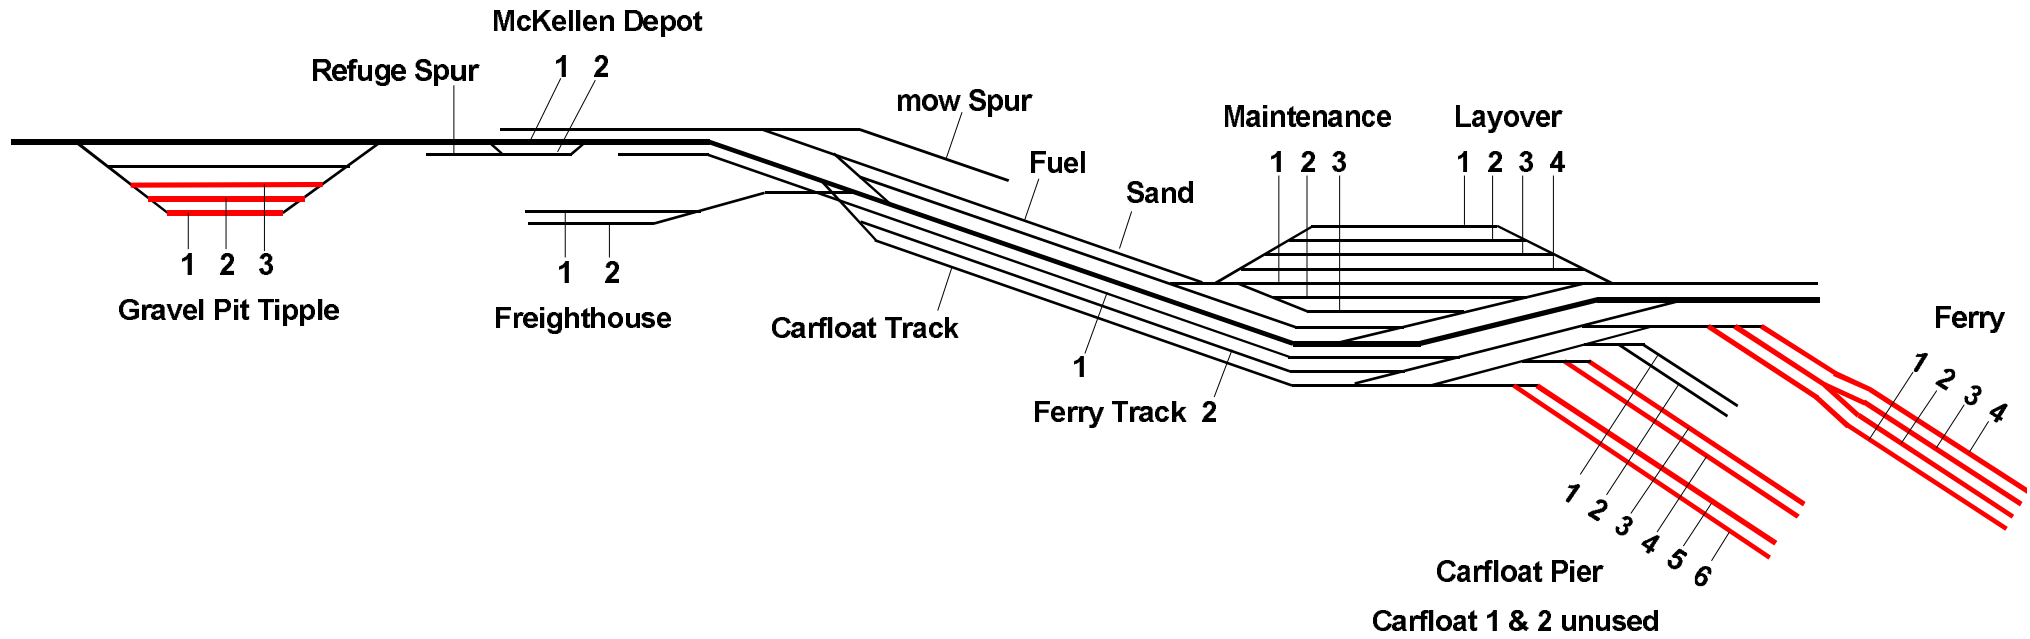 McKellen Depot
1 2
Refuge Spur
mow Spur
Maintenance Layover
1 2 3 1 2 3 4
Fuel
Sand
1 2 3
Gravel Pit Tipple
1 2
Freighthouse
Carfloat Track
1
Ferry Track 2
Ferry
1 2 3 4
1 2 3 4 5 6
Carfloat Pier
Carfloat 1 & 2 unused